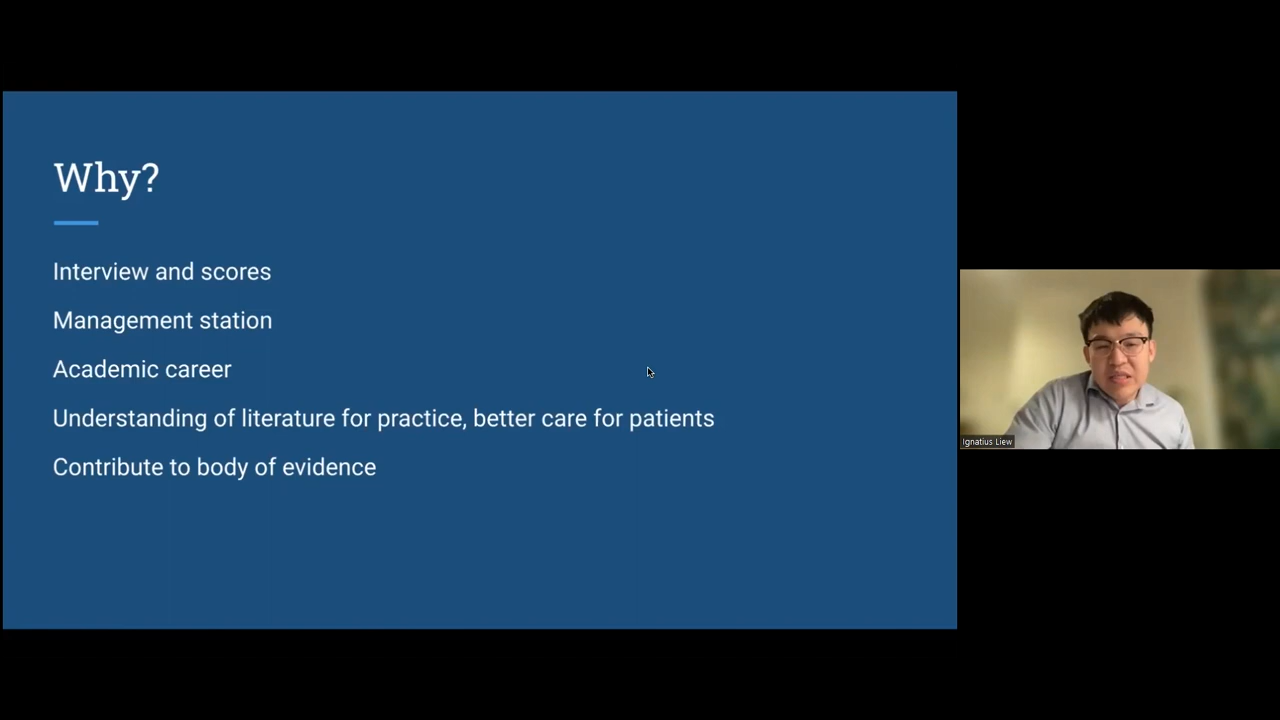 Why?
Interview and scores
Management station
Academic career
Understanding of literature for practice, better care for patients
Contribute to body of evidence
Ignatius Liew